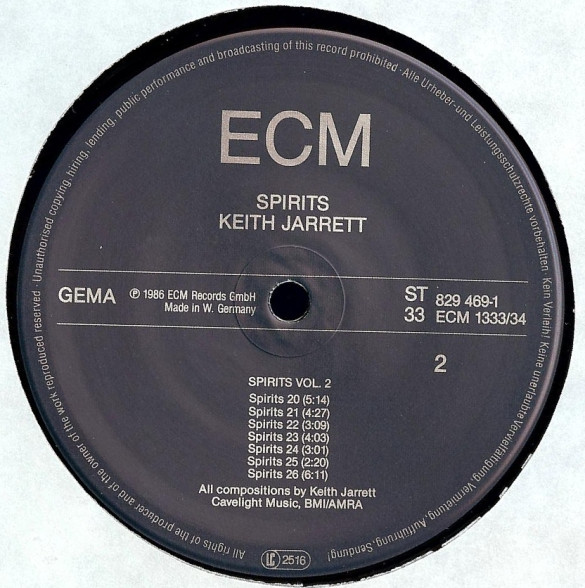 ECM
SPIRITS
KEITH JARRETT
GEMA
℗ 1986 ECM Records GmbH
Made in W. Germany
ST 829 469-1
33 ECM 1333/34
2
SPIRITS VOL. 2
Spirits 20 (5:14)
Spirits 21 (4:27)
Spirits 22 (3:09)
Spirits 23 (4:03)
Spirits 24 (3:01)
Spirits 25 (2:20)
Spirits 26 (6:11)
All compositions by Keith Jarrett
Cavelight Music, BMI/AMRA
LC 2516
All rights of the producer and of the owner of the work reproduced reserved · Unauthorised copying, hiring, lending, public performance and broadcasting of this record prohibited · Alle Urheber-und Leistungsschutzrechte vorbehalten · Kein Verleih! Keine unerlaubte Vervielfältigung, Vermietung, Aufführung, Sendung!